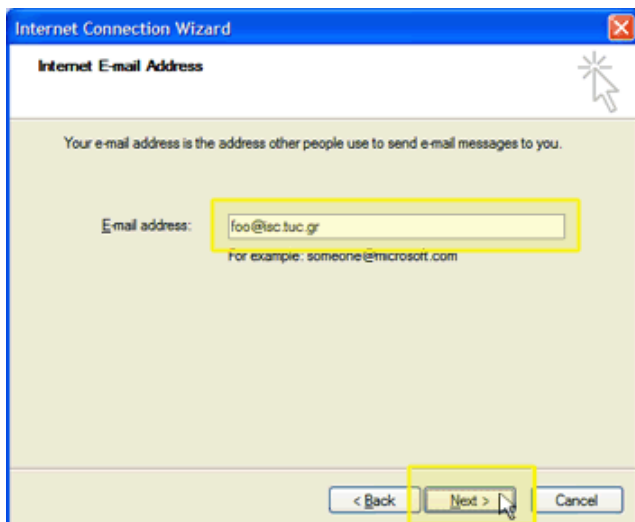 Internet Connection Wizard
Internet E-mail Address
Your e-mail address is the address other people use to send e-mail messages to you.
E-mail address: foo@isc.tuc.gr
For example: someone@microsoft.com
< Back Next > Cancel